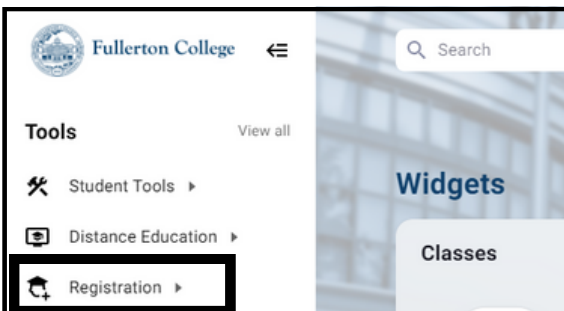 Fullerton College
Search
Tools
View all
Student Tools
Widgets
Distance Education
Classes
Registration